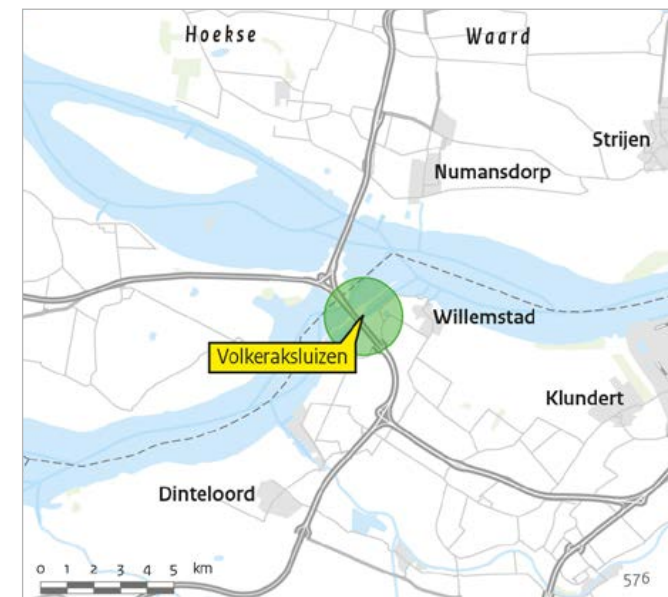 Hoekse Waard
Strijen
Numansdorp
Willemstad
Volkeraksluizen
Klundert
Dinteloord
0 1 2 3 4 5 km
576